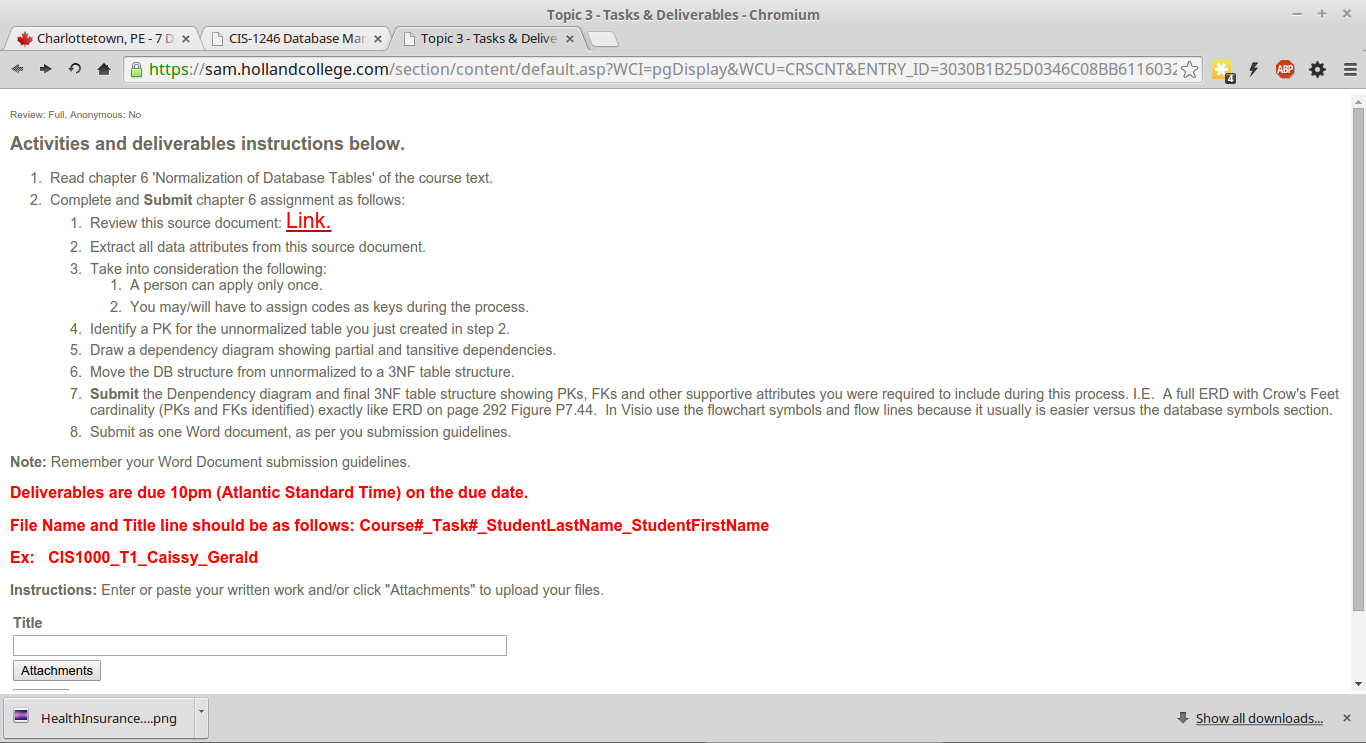 Topic 3 - Tasks & Deliverables - Chromium
Charlottetown, PE - 7 D
CIS-1246 Database Mar
Topic 3 - Tasks & Delive
https://sam.hollandcollege.com/section/content/default.asp?WCI=pgDisplay&WCU=CRSCNT&ENTRY_ID=3030B1B25D0346C08BB6116032
4
ABP
Review: Full, Anonymous: No
Activities and deliverables instructions below.
1. Read chapter 6 'Normalization of Database Tables' of the course text.
2. Complete and Submit chapter 6 assignment as follows:
1. Review this source document: Link.
2. Extract all data attributes from this source document.
3. Take into consideration the following:
1. A person can apply only once.
2. You may/will have to assign codes as keys during the process.
4. Identify a PK for the unnormalized table you just created in step 2.
5. Draw a dependency diagram showing partial and tansitive dependencies.
6. Move the DB structure from unnormalized to a 3NF table structure.
7. Submit the Denpendency diagram and final 3NF table structure showing PKs, FKs and other supportive attributes you were required to include during this process. I.E. A full ERD with Crow's Feet
cardinality (PKs and FKs identified) exactly like ERD on page 292 Figure P7.44. In Visio use the flowchart symbols and flow lines because it usually is easier versus the database symbols section.
8. Submit as one Word document, as per you submission guidelines.
Note: Remember your Word Document submission guidelines.
Deliverables are due 10pm (Atlantic Standard Time) on the due date.
File Name and Title line should be as follows: Course#_Task#_StudentLastName_StudentFirstName
Ex: CIS1000_T1_Caissy_Gerald
Instructions: Enter or paste your written work and/or click "Attachments" to upload your files.
Title
Attachments
HealthInsurance....png
Show all downloads...